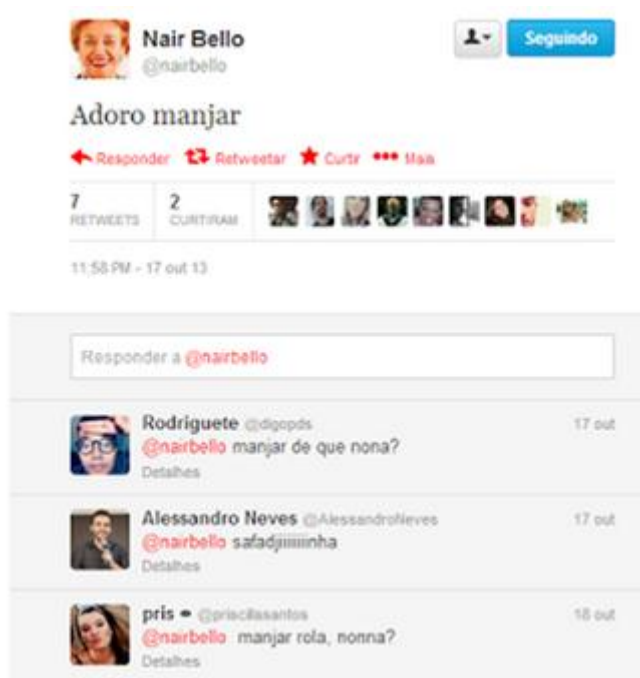 Nair Bello
@nairbello
Seguindo
Adoro manjar
Responder Retweetar Curtir Mais
7 RETWEETS 2 CURTIRAM
11:58 PM - 17 out 13
Responder a @nairbello
Rodriguete @digopds 17 out
@nairbello manjar de que nona?
Detalhes
Alessandro Neves @AlessandroNeves 17 out
@nairbello safadjiiiiiiinha
Detalhes
pris @priscillasantos 18 out
@nairbello manjar rola, nonna?
Detalhes